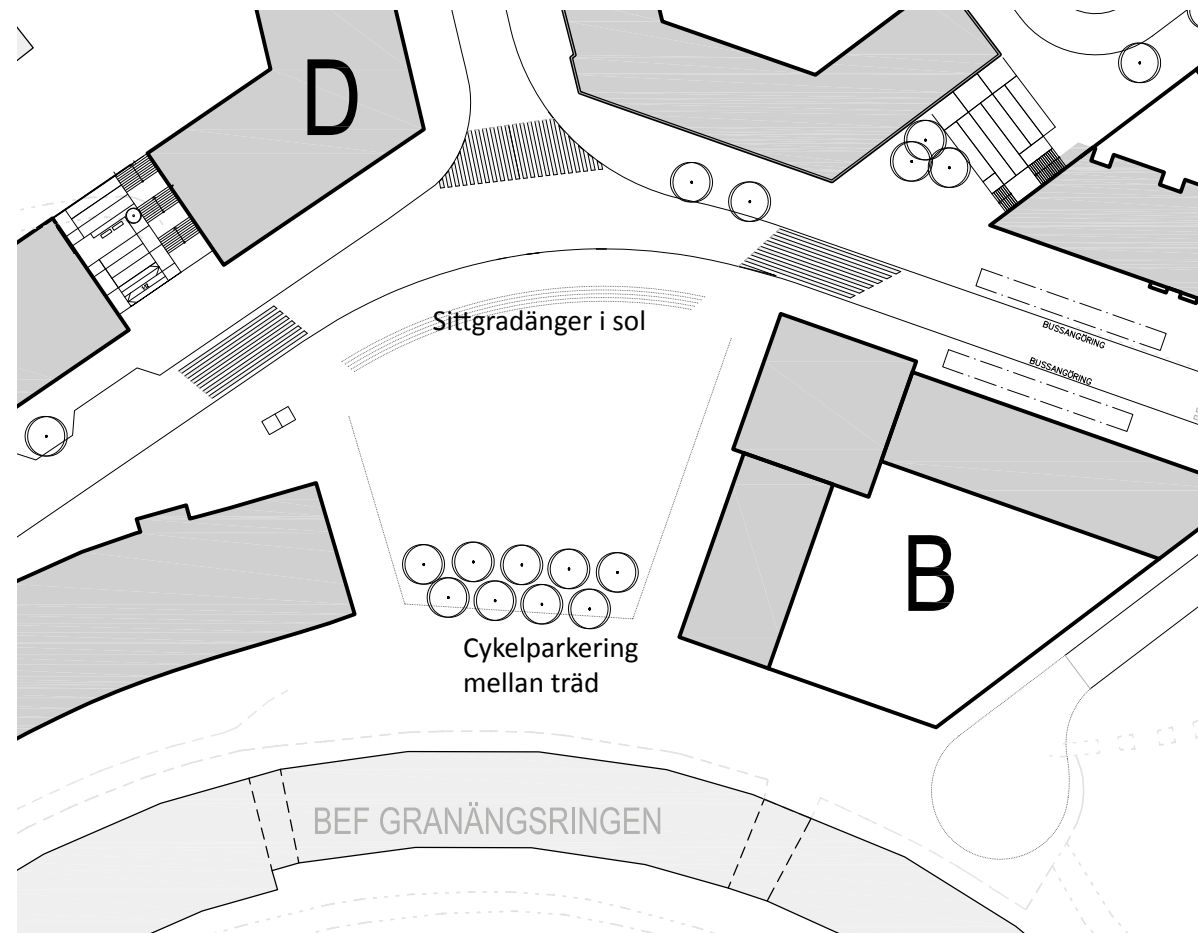 D
Sittgradänger i sol
BUSSANGÖRING
BUSSANGÖRING
B
Cykelparkering
mellan träd
BEF GRANÄNGSRINGEN